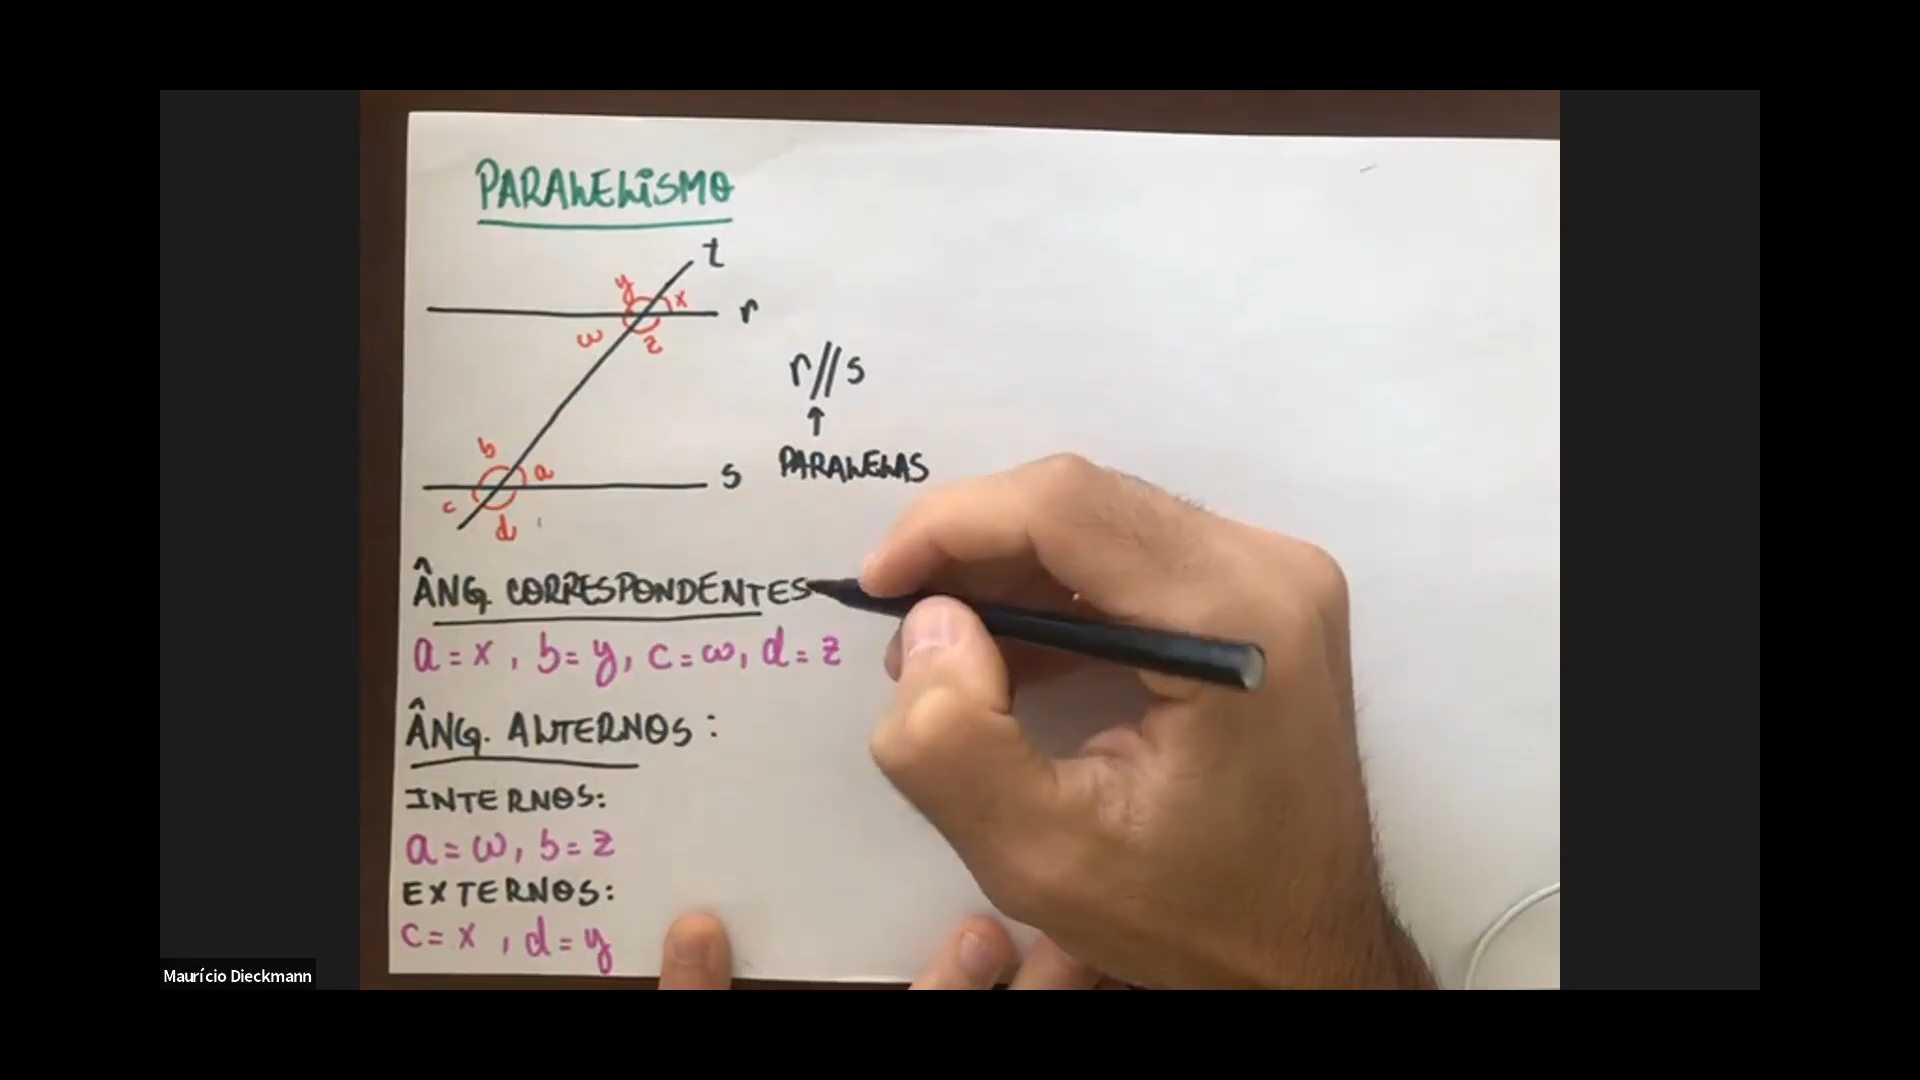 PARALELISMO
t
y x
r
w z
r//s
↑
PARALELAS
b a
s
c d
ÂNG. CORRESPONDENTES
a = x, b = y, c = w, d = z
ÂNG. ALTERNOS:
INTERNOS:
a = w, b = z
EXTERNOS:
c = x, d = y
Maurício Dieckmann